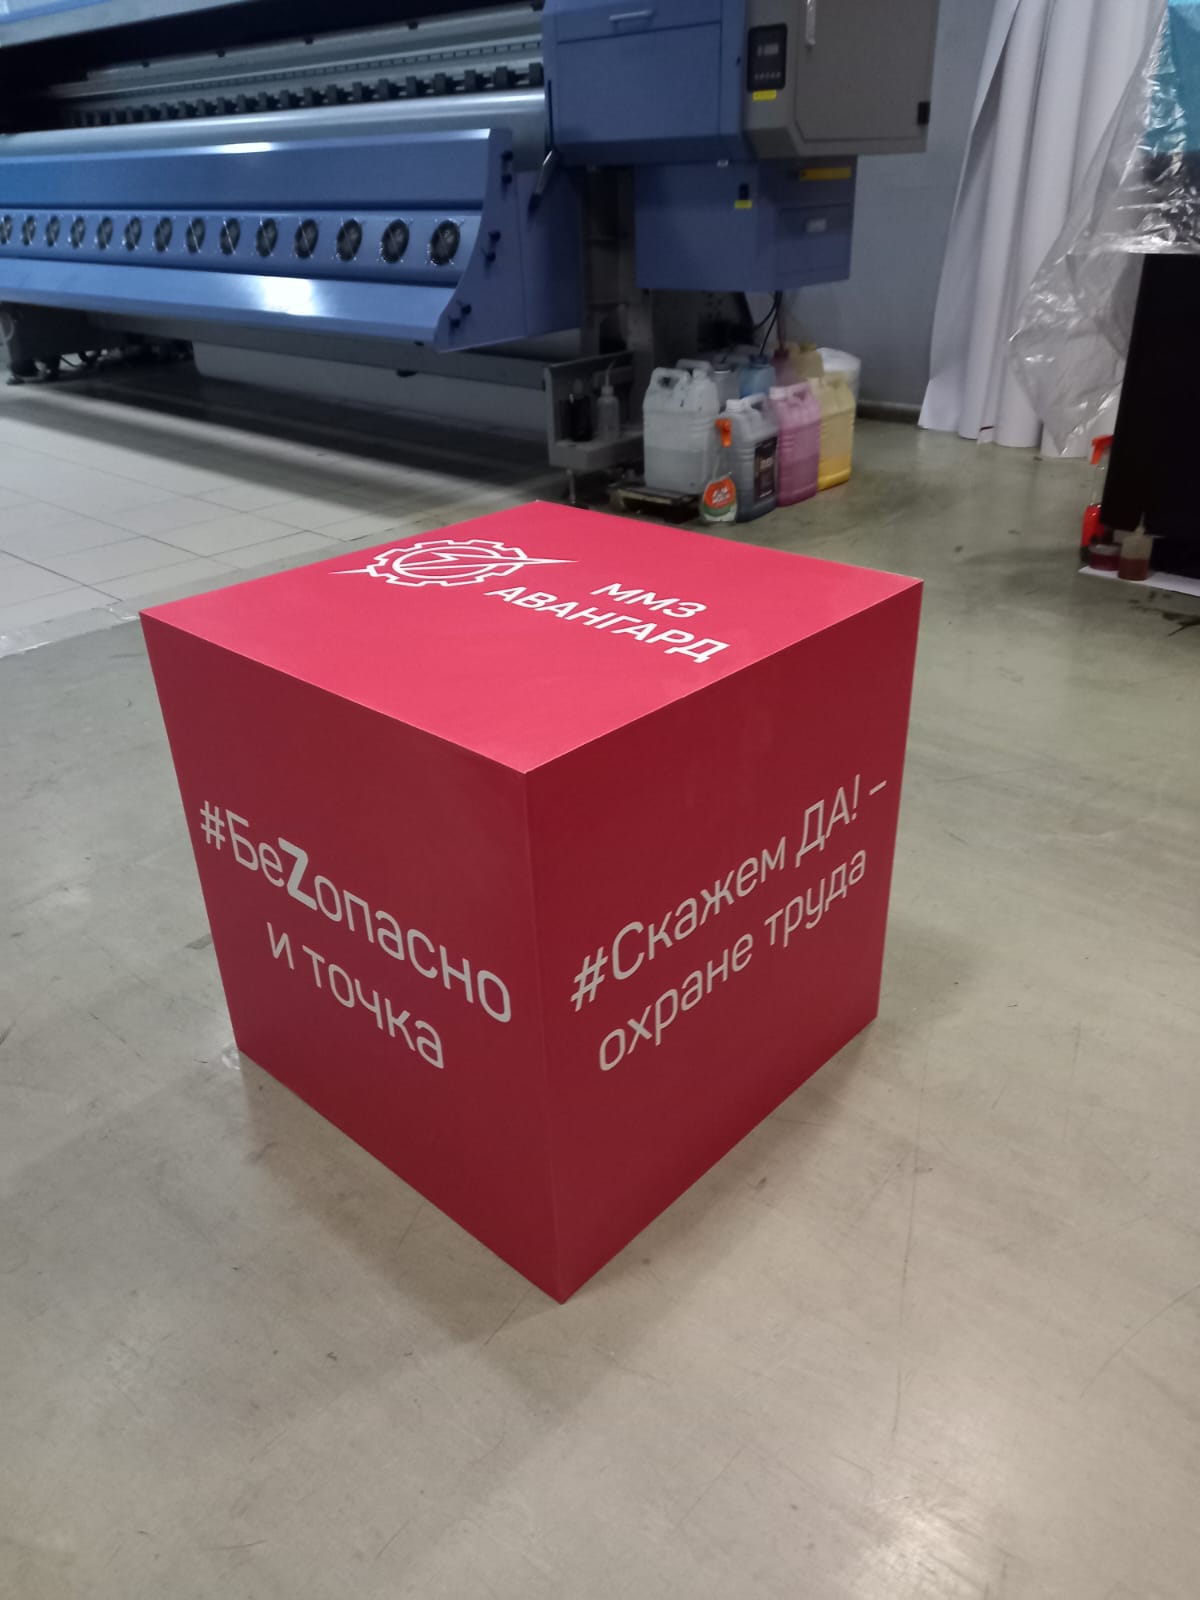 ММЗ
АВАНГАРД
#БеZопасно
и точка
#Скажем ДА! –
охране труда